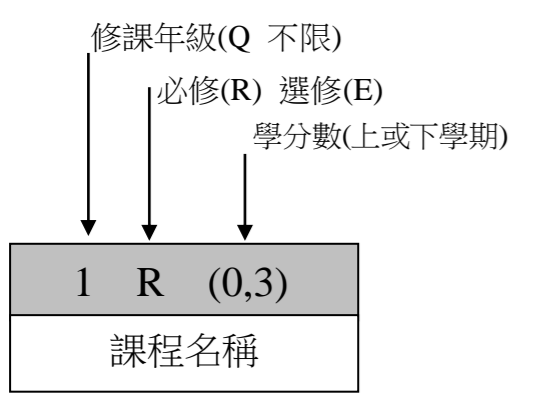 修課年級(Q 不限)
必修(R) 選修(E)
學分數(上或下學期)
1 R (0,3)
課程名稱